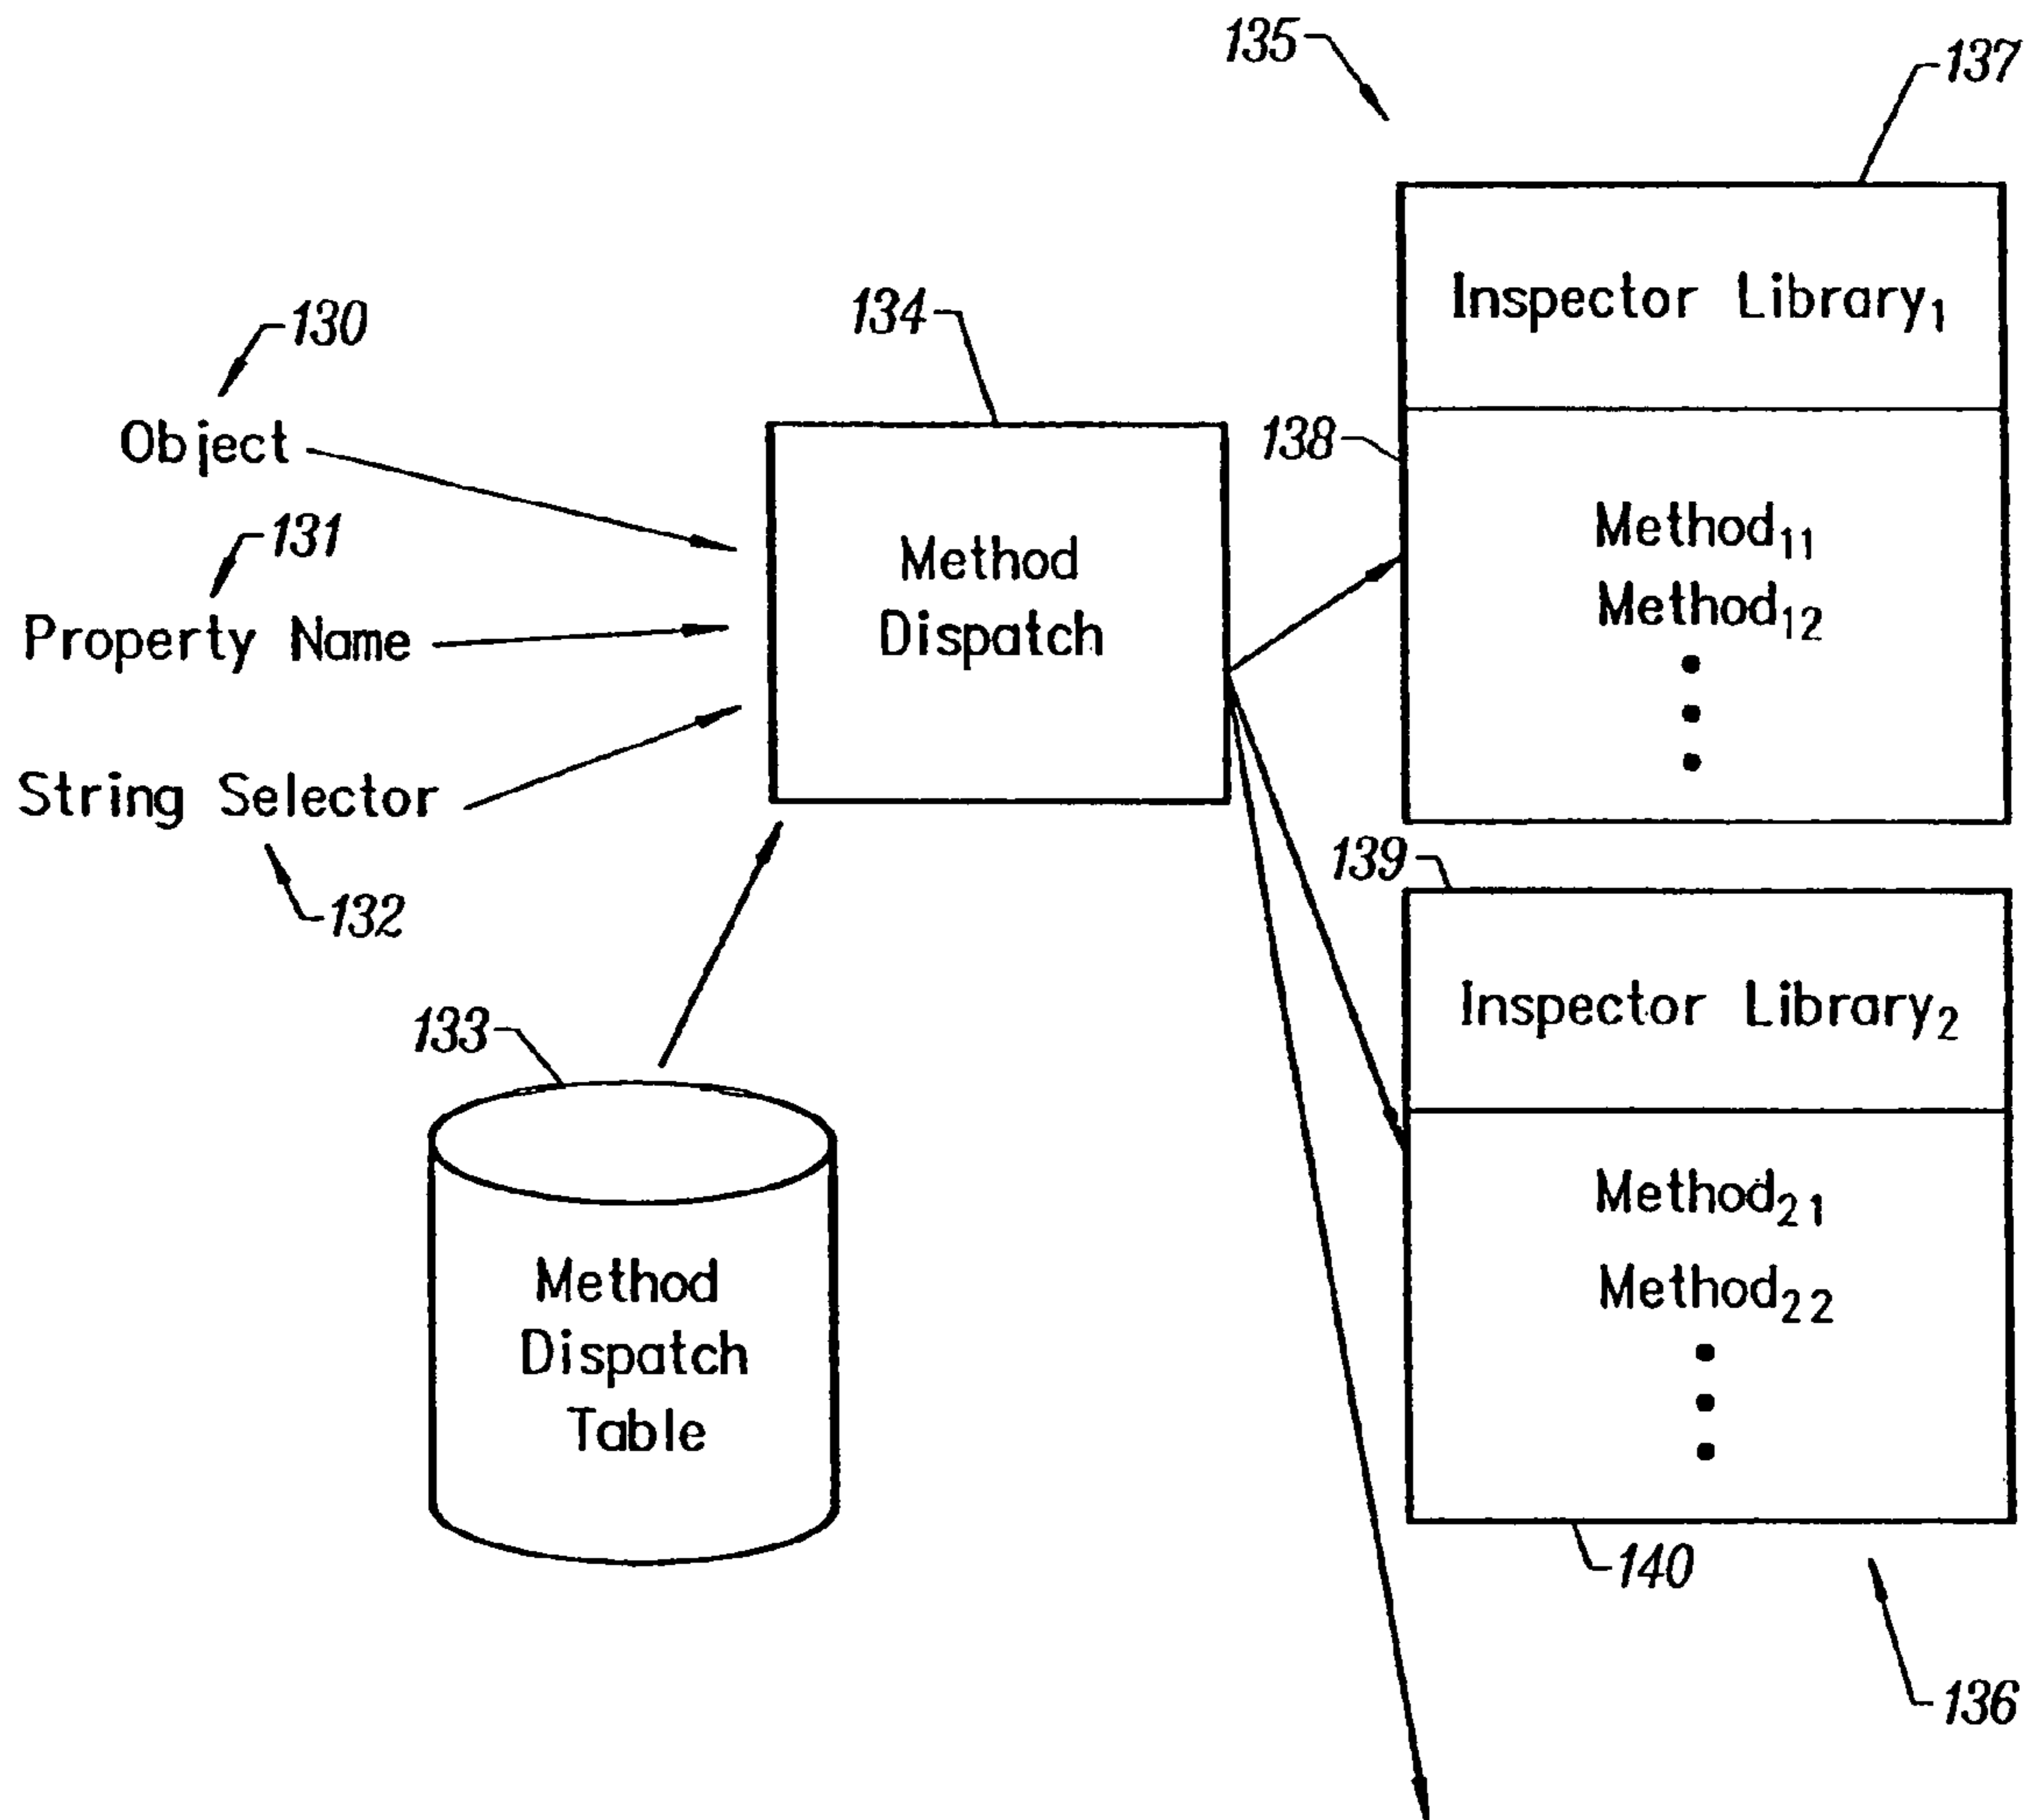 135
137
Inspector Library₁
130
134
Object
138
Method₁₁
Method₁₂
131
Method
Dispatch
Property Name
String Selector
132
139
Inspector Library₂
133
Method₂₁
Method₂₂
Method
Dispatch
Table
140
136